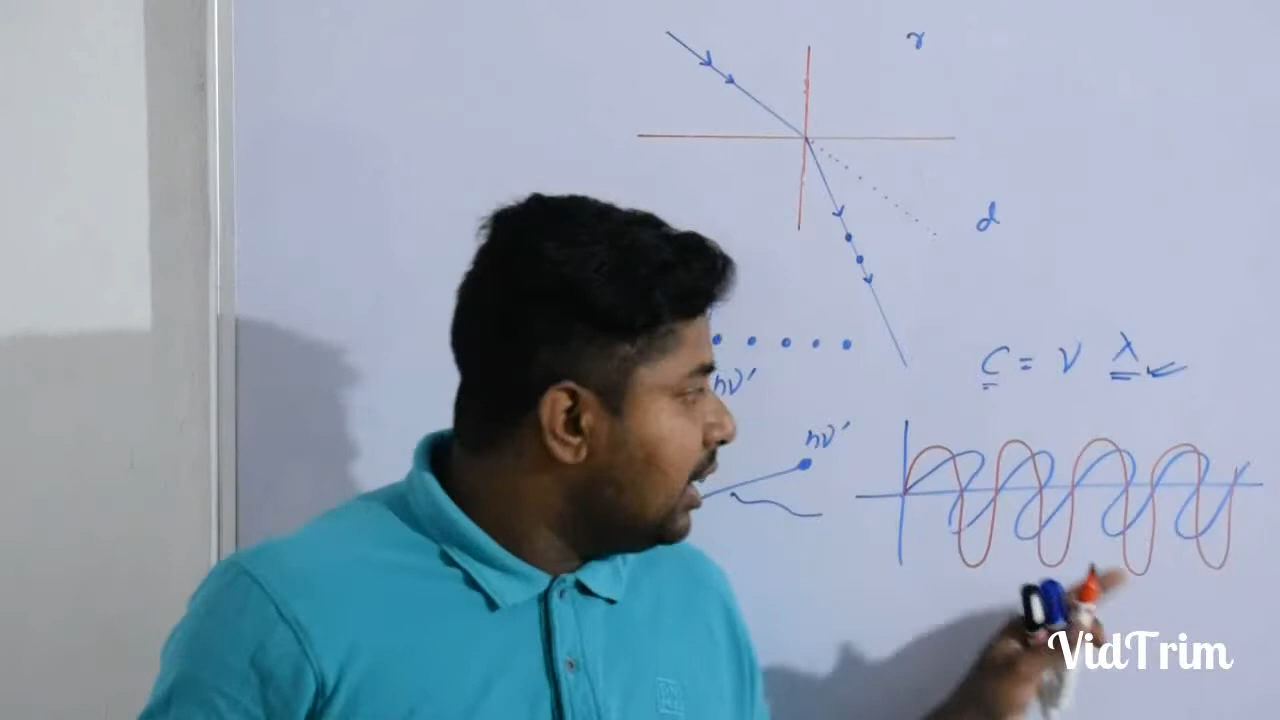 r
d
hν'
C = ν λ
hν'
VidTrim